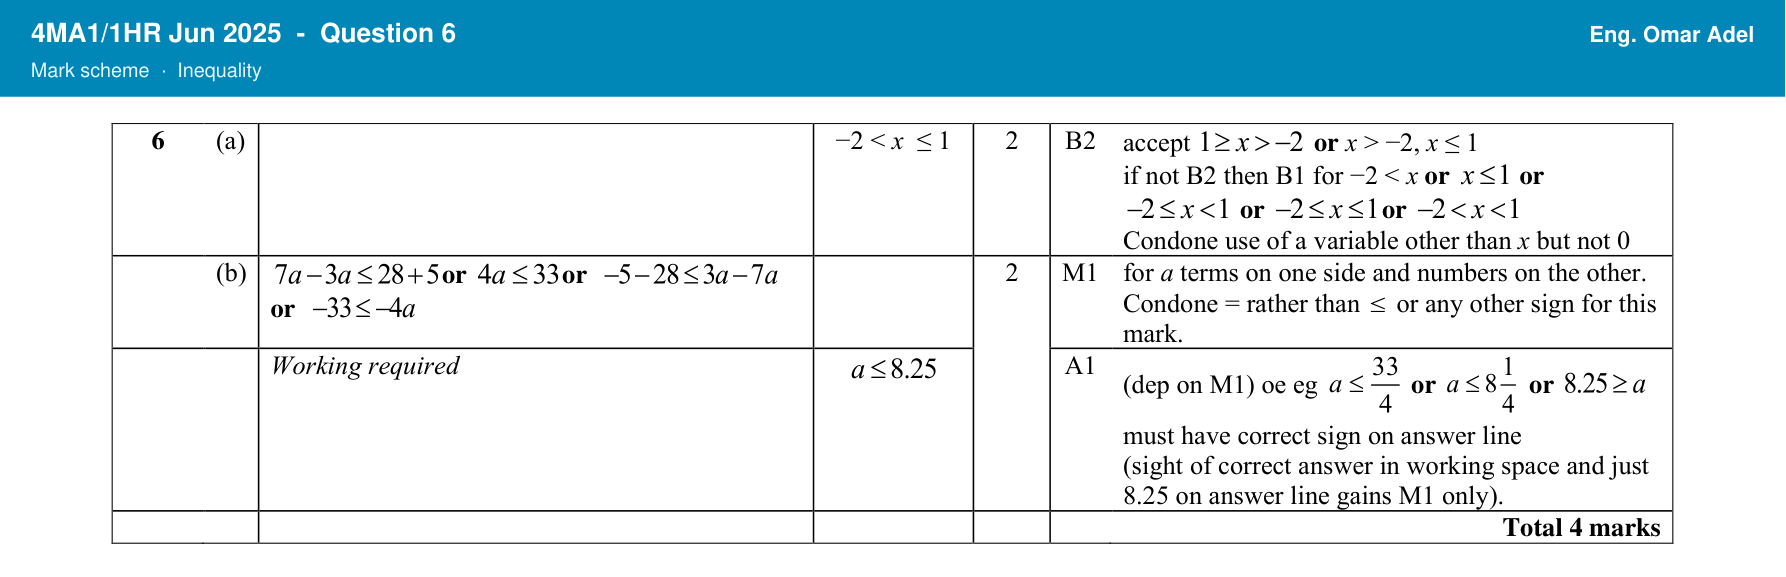 4MA1/1HR Jun 2025 - Question 6
Eng. Omar Adel
Mark scheme · Inequality
6 (a) −2 < x ≤ 1 2 B2 accept 1 ≥ x > −2 or x > −2, x ≤ 1
if not B2 then B1 for −2 < x or x ≤ 1 or
−2 ≤ x < 1 or −2 ≤ x ≤ 1 or −2 < x < 1
Condone use of a variable other than x but not 0
(b) 7a − 3a ≤ 28 + 5 or 4a ≤ 33 or −5 − 28 ≤ 3a − 7a 2 M1 for a terms on one side and numbers on the other.
or −33 ≤ −4a Condone = rather than ≤ or any other sign for this
mark.
Working required a ≤ 8.25 A1 (dep on M1) oe eg a ≤ 33/4 or a ≤ 8 1/4 or 8.25 ≥ a
must have correct sign on answer line
(sight of correct answer in working space and just
8.25 on answer line gains M1 only).
Total 4 marks